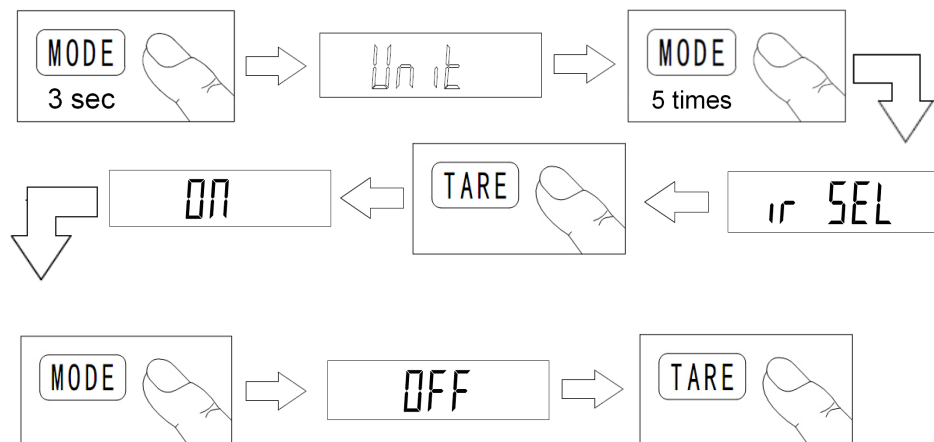 MODE
3 sec
Unit
MODE
5 times
ir SEL
TARE
ON
MODE
OFF
TARE